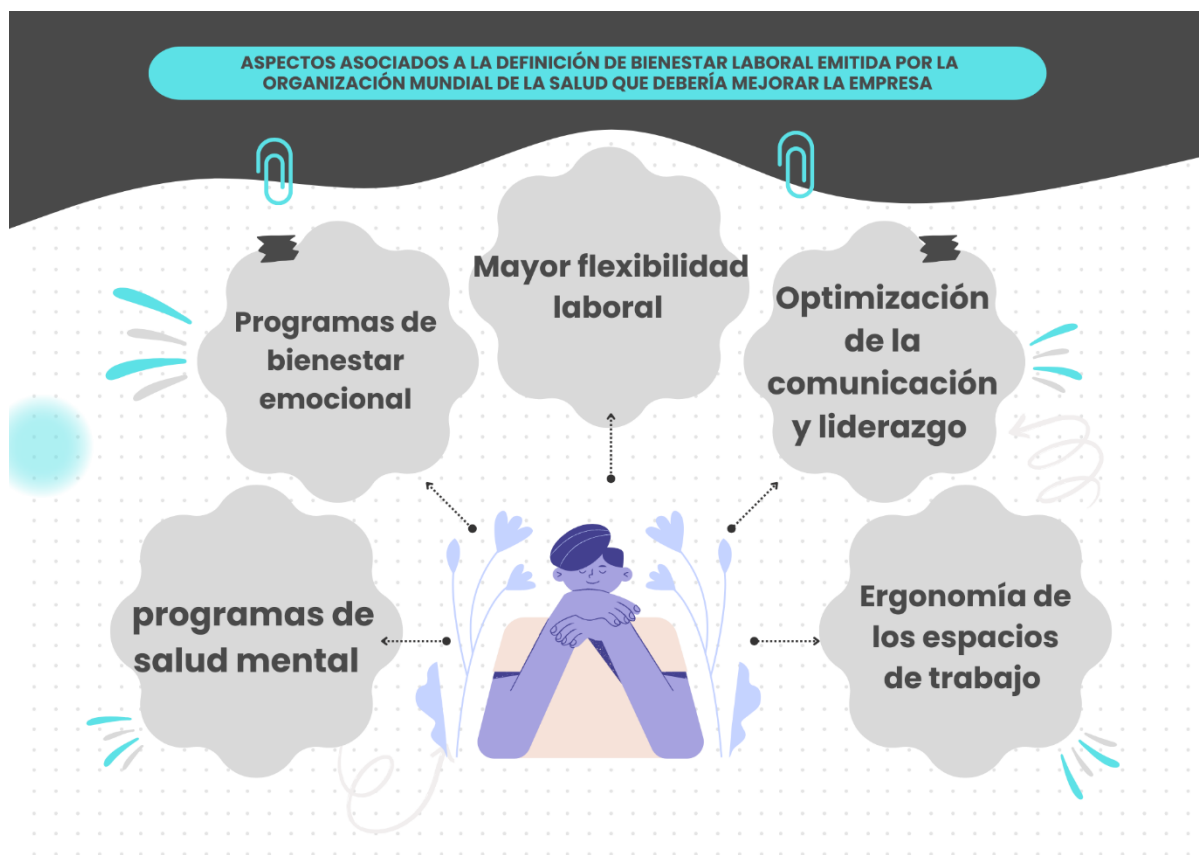 ASPECTOS ASOCIADOS A LA DEFINICIÓN DE BIENESTAR LABORAL EMITIDA POR LA
ORGANIZACIÓN MUNDIAL DE LA SALUD QUE DEBERÍA MEJORAR LA EMPRESA
Mayor flexibilidad
laboral
Programas de
bienestar
emocional
Optimización
de la
comunicación
y liderazgo
programas de
salud mental
Ergonomía de
los espacios
de trabajo